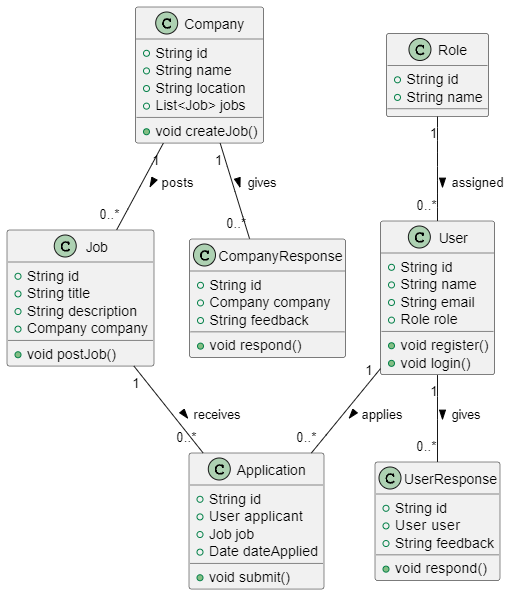 C Company
String id
String name
String location
List<Job> jobs
void createJob()
C Role
String id
String name
1
1
1
posts
gives
assigned
0..*
0..*
0..*
C Job
String id
String title
String description
Company company
void postJob()
C CompanyResponse
String id
Company company
String feedback
void respond()
C User
String id
String name
String email
Role role
void register()
void login()
1
1
1
receives
applies
gives
0..*
0..*
0..*
C Application
String id
User applicant
Job job
Date dateApplied
void submit()
C UserResponse
String id
User user
String feedback
void respond()